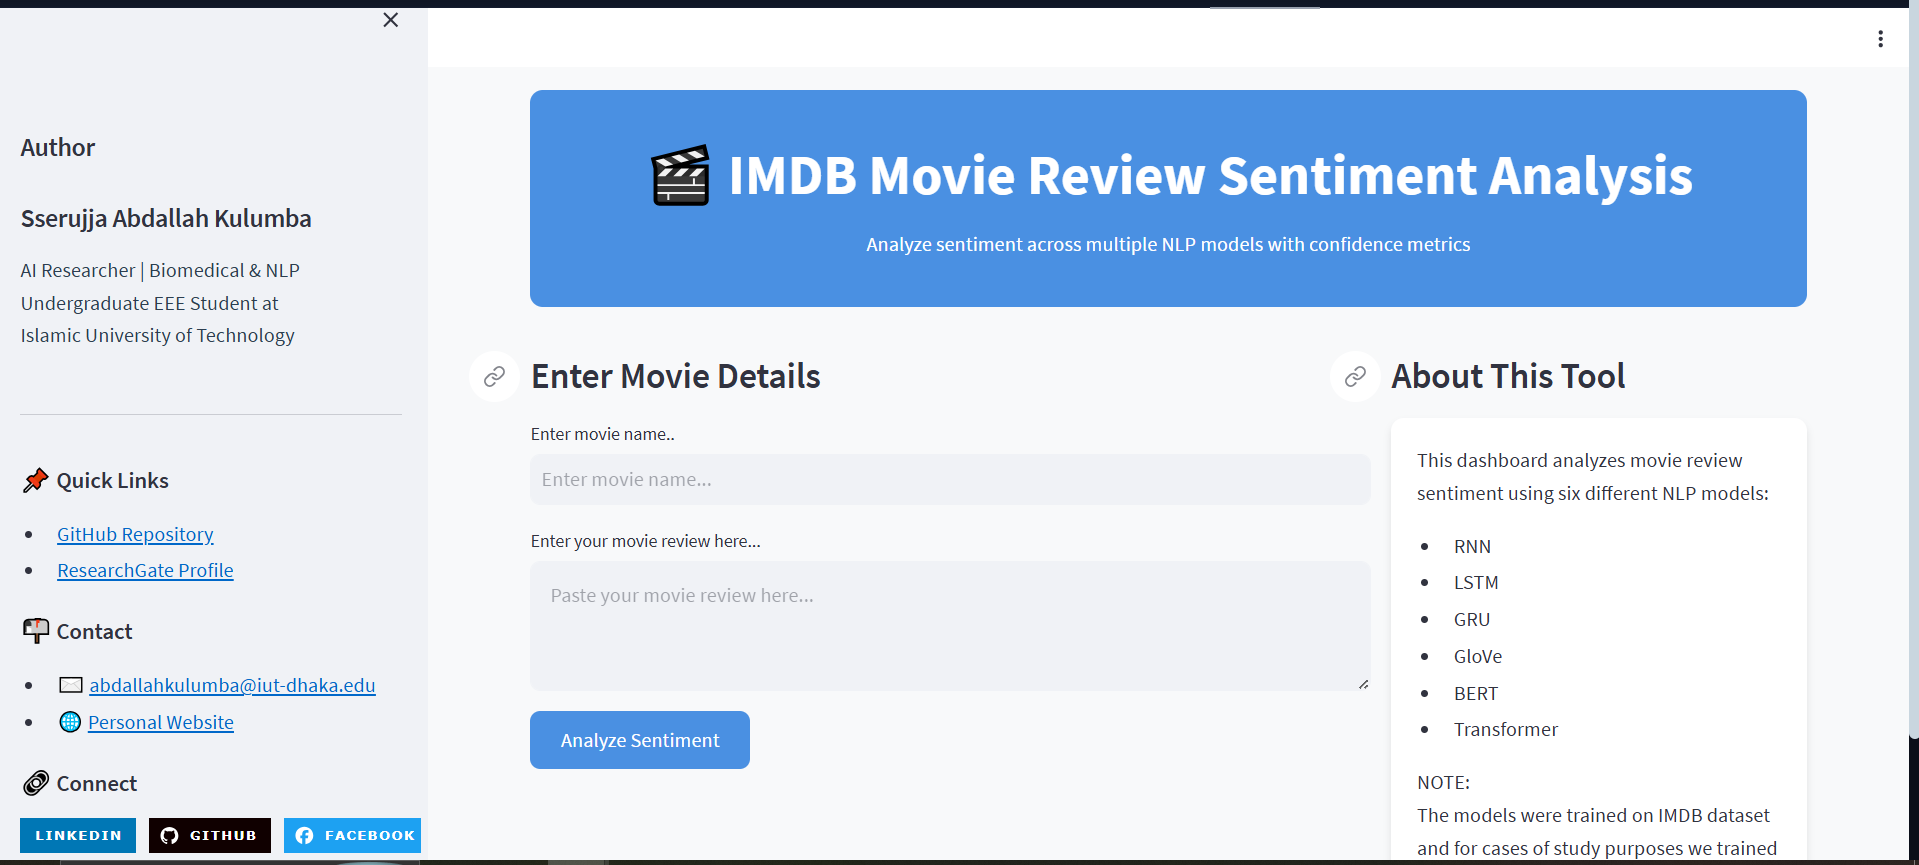 Author
Sserujja Abdallah Kulumba
AI Researcher | Biomedical & NLP
Undergraduate EEE Student at
Islamic University of Technology
Quick Links
GitHub Repository
ResearchGate Profile
Contact
abdallahkulumba@iut-dhaka.edu
Personal Website
Connect
LINKEDIN
GITHUB
FACEBOOK
IMDB Movie Review Sentiment Analysis
Analyze sentiment across multiple NLP models with confidence metrics
Enter Movie Details
Enter movie name..
Enter movie name...
Enter your movie review here...
Paste your movie review here...
Analyze Sentiment
About This Tool
This dashboard analyzes movie review
sentiment using six different NLP models:
RNN
LSTM
GRU
GloVe
BERT
Transformer
NOTE:
The models were trained on IMDB dataset
and for cases of study purposes we trained